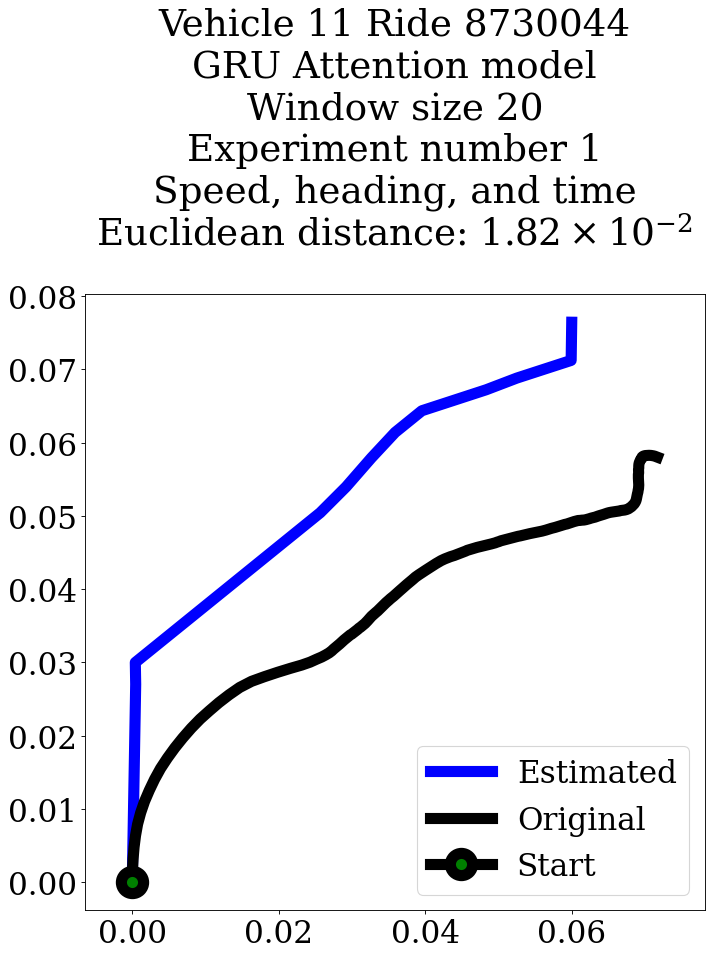 Vehicle 11 Ride 8730044
GRU Attention model
Window size 20
Experiment number 1
Speed, heading, and time
Euclidean distance: 1.82 × 10⁻²
0.08
0.07
0.06
0.05
0.04
0.03
0.02
0.01
0.00
Estimated
Original
Start
0.00 0.02 0.04 0.06